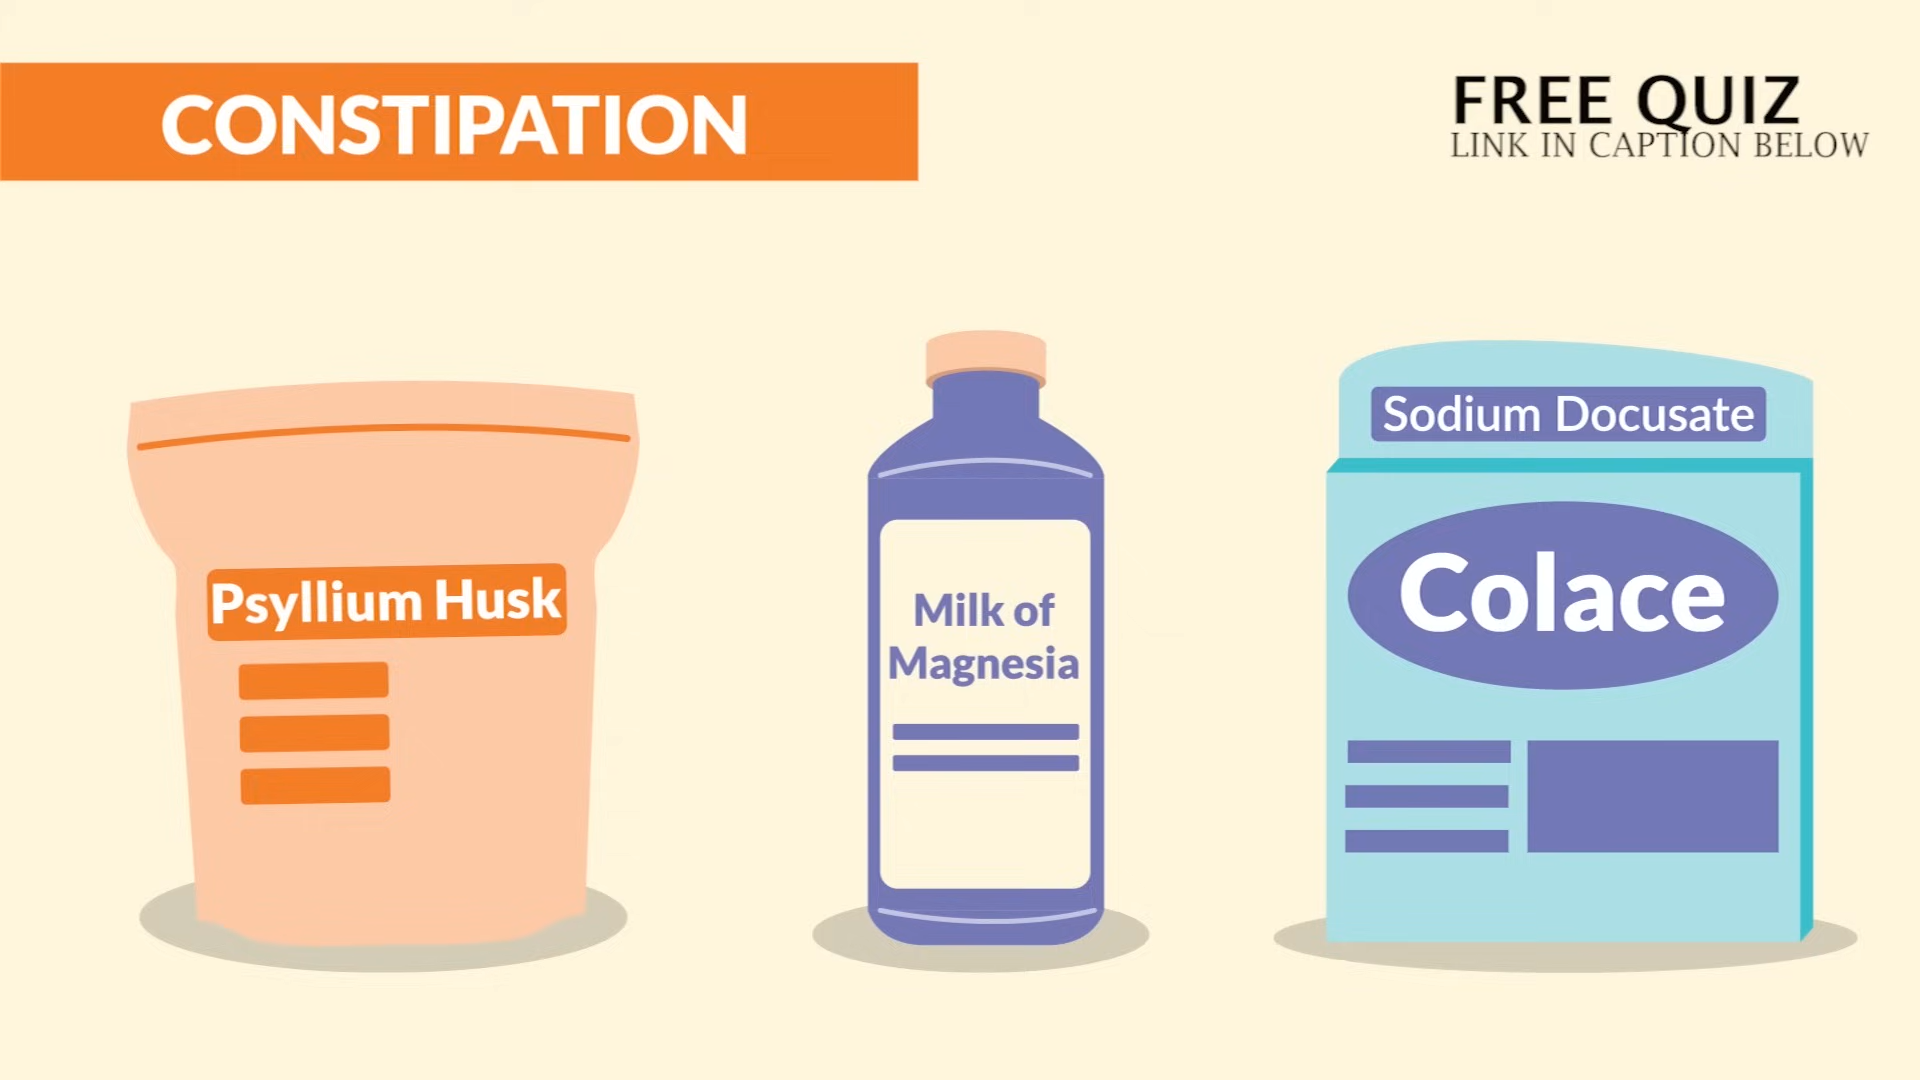 CONSTIPATION
FREE QUIZ
LINK IN CAPTION BELOW
Psyllium Husk
Milk of
Magnesia
Sodium Docusate
Colace